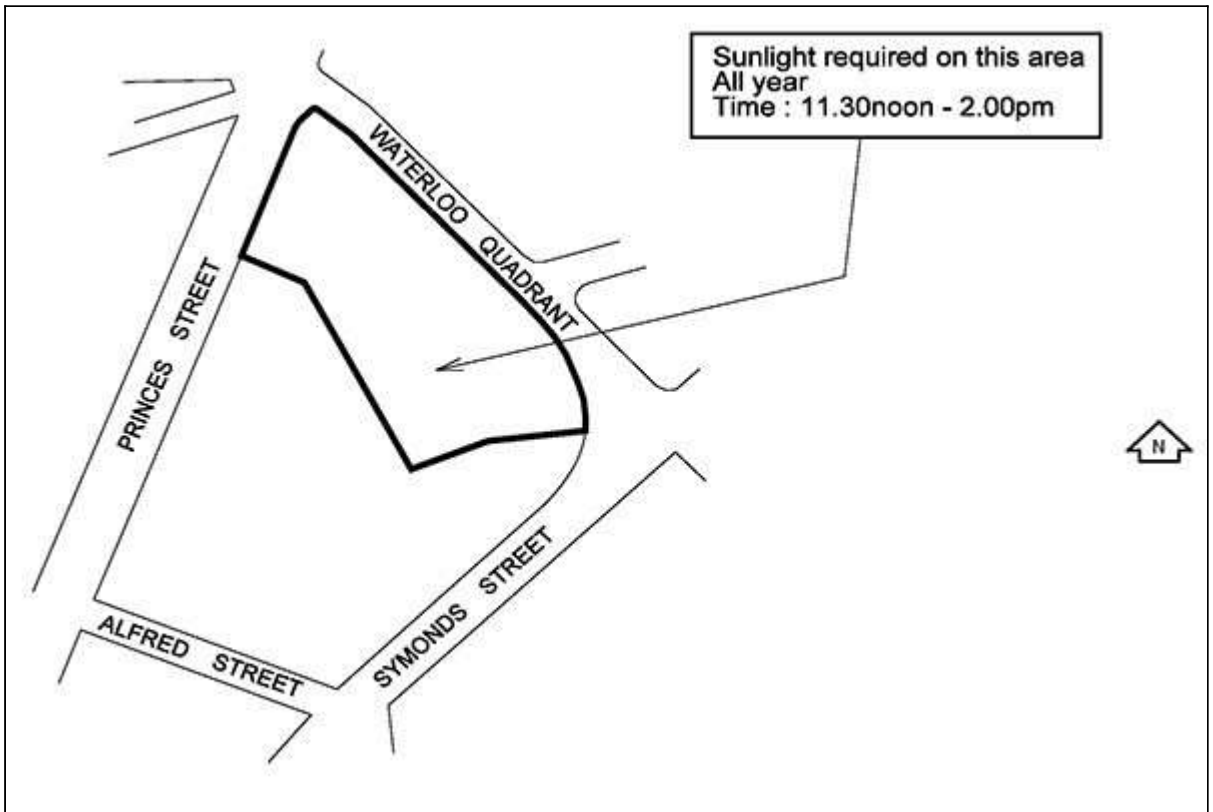 Sunlight required on this area
All year
Time : 11.30noon - 2.00pm
WATERLOO QUADRANT
PRINCES STREET
N
SYMONDS STREET
ALFRED STREET